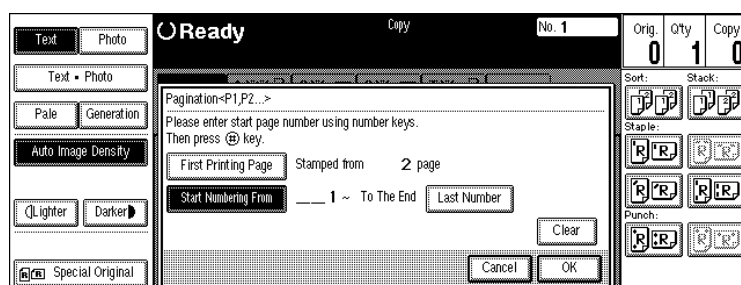 Text Photo
Text • Photo
Pale Generation
Auto Image Density
Lighter Darker
Special Original
Ready
Copy
No. 1
Pagination<P1,P2...>
Please enter start page number using number keys.
Then press # key.
First Printing Page Stamped from 2 page
Start Numbering From ___1 ~ To The End Last Number
Clear
Cancel OK
Orig. Q'ty Copy
0 1 0
Sort: Stack:
Staple:
Punch: